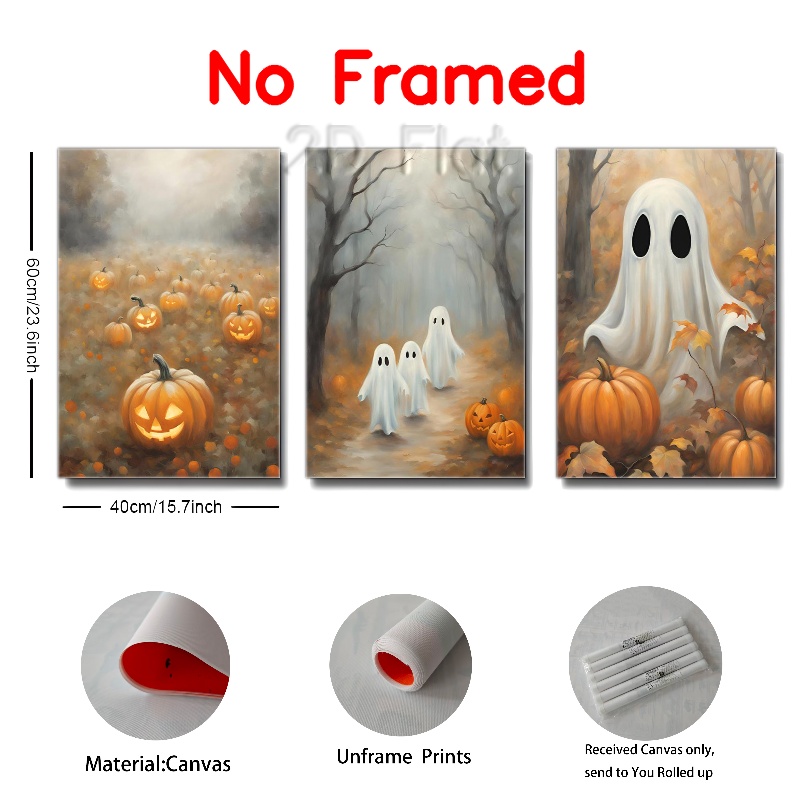 No Framed
2D Flat
60cm/23.6inch
40cm/15.7inch
Material:Canvas
Unframe Prints
Received Canvas only,
send to You Rolled up